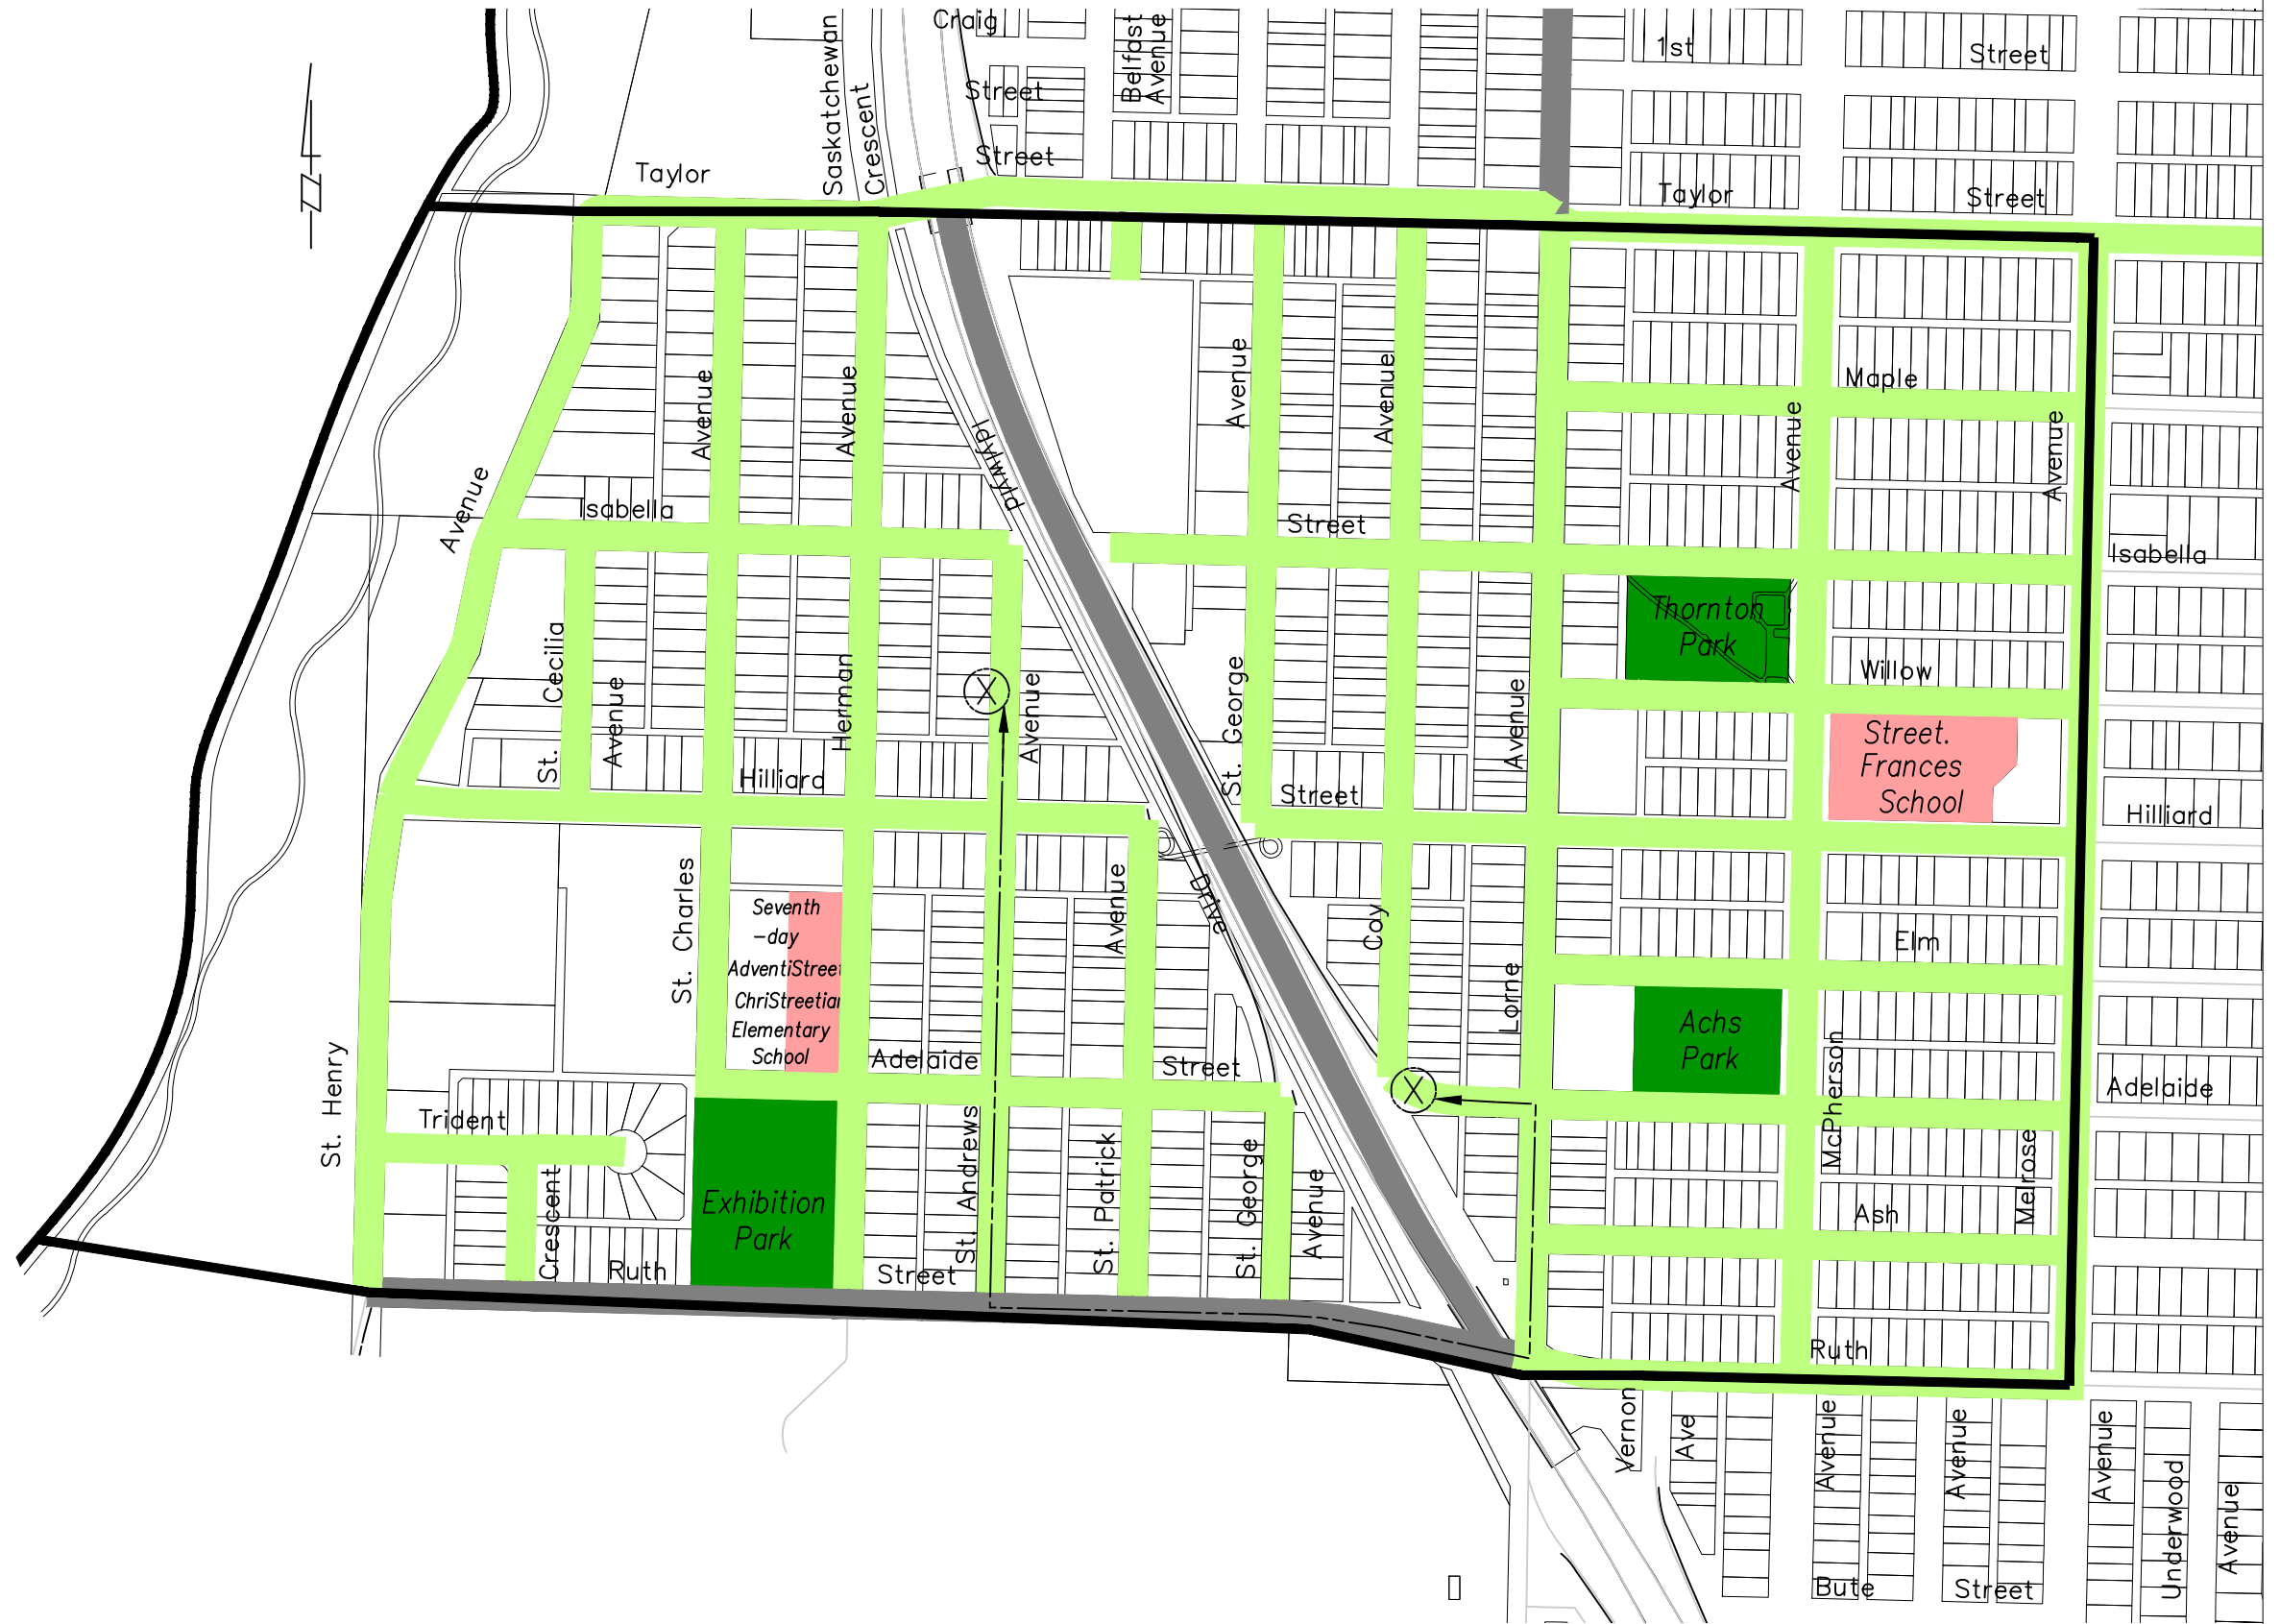 Craig
Saskatchewan
Crescent
Belfast
Avenue
1st
Street
Street
Street
Taylor
Taylor
Street
Avenue
Avenue
Avenue
Avenue
Maple
Avenue
Avenue
Avenue
Idylwyld
Isabella
Street
Isabella
Thornton
Park
St. Cecilia
Avenue
Herman
Avenue
St. George
Avenue
Willow
Street.
Frances
School
Hilliard
Street
Hilliard
St. Charles
Seventh
-day
AdventiStreet
ChriStreetian
Elementary
School
Avenue
Drive
Coy
Lorne
Elm
Achs
Park
McPherson
Adelaide
Street
Adelaide
St. Henry
Trident
Crescent
Exhibition
Park
St. Andrews
St. Patrick
St. George
Avenue
Melrose
Ash
Ruth
Street
Ruth
Vernon
Ave
Avenue
Avenue
Avenue
Underwood
Avenue
Bute
Street
X
X
N